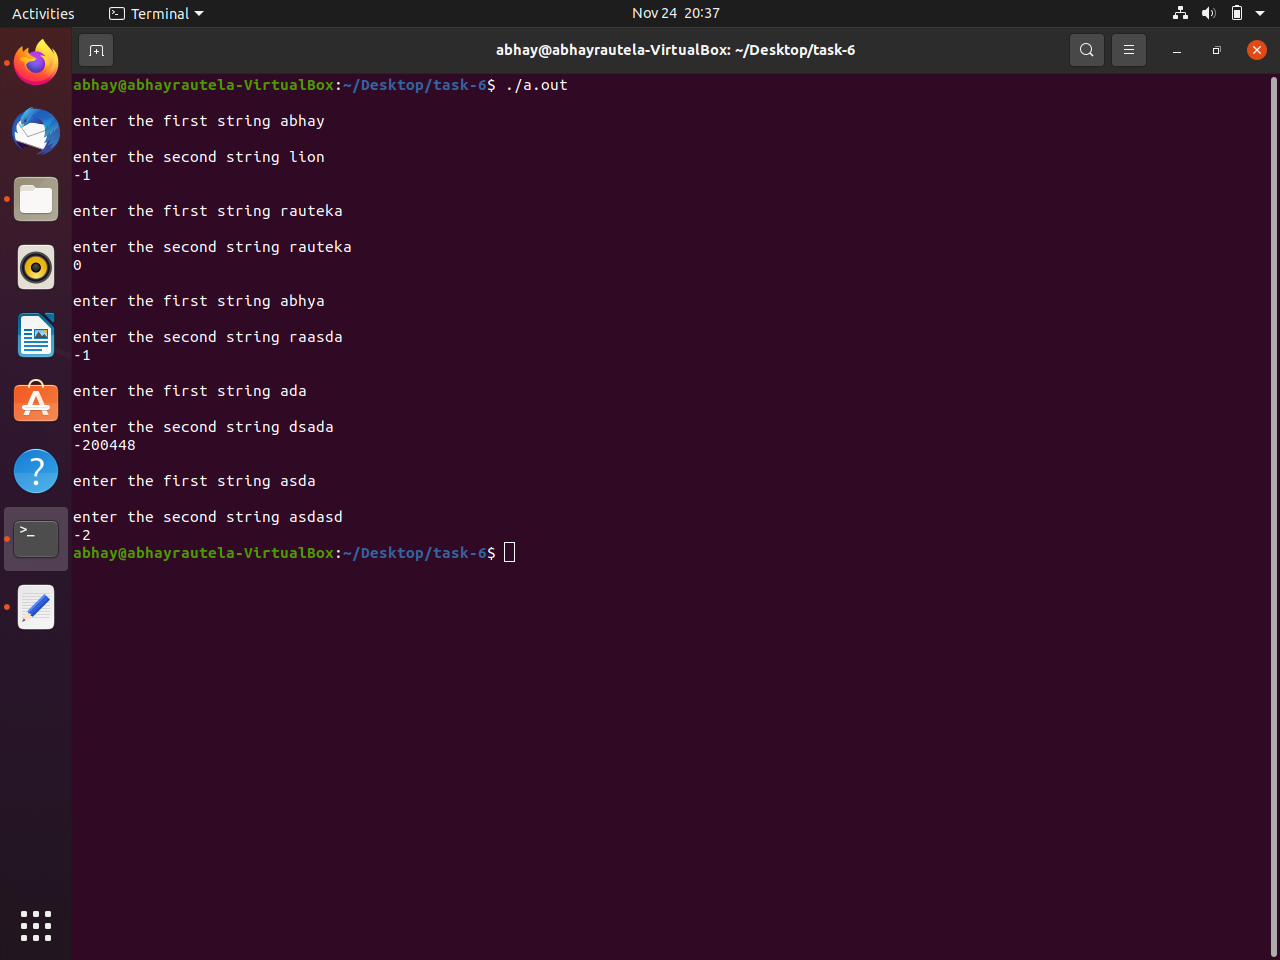 Activities
Terminal
Nov 24 20:37
abhay@abhayrautela-VirtualBox: ~/Desktop/task-6
abhay@abhayrautela-VirtualBox:~/Desktop/task-6$ ./a.out
enter the first string abhay
enter the second string lion
-1
enter the first string rauteka
enter the second string rauteka
0
enter the first string abhya
enter the second string raasda
-1
enter the first string ada
enter the second string dsada
-200448
enter the first string asda
enter the second string asdasd
-2
abhay@abhayrautela-VirtualBox:~/Desktop/task-6$